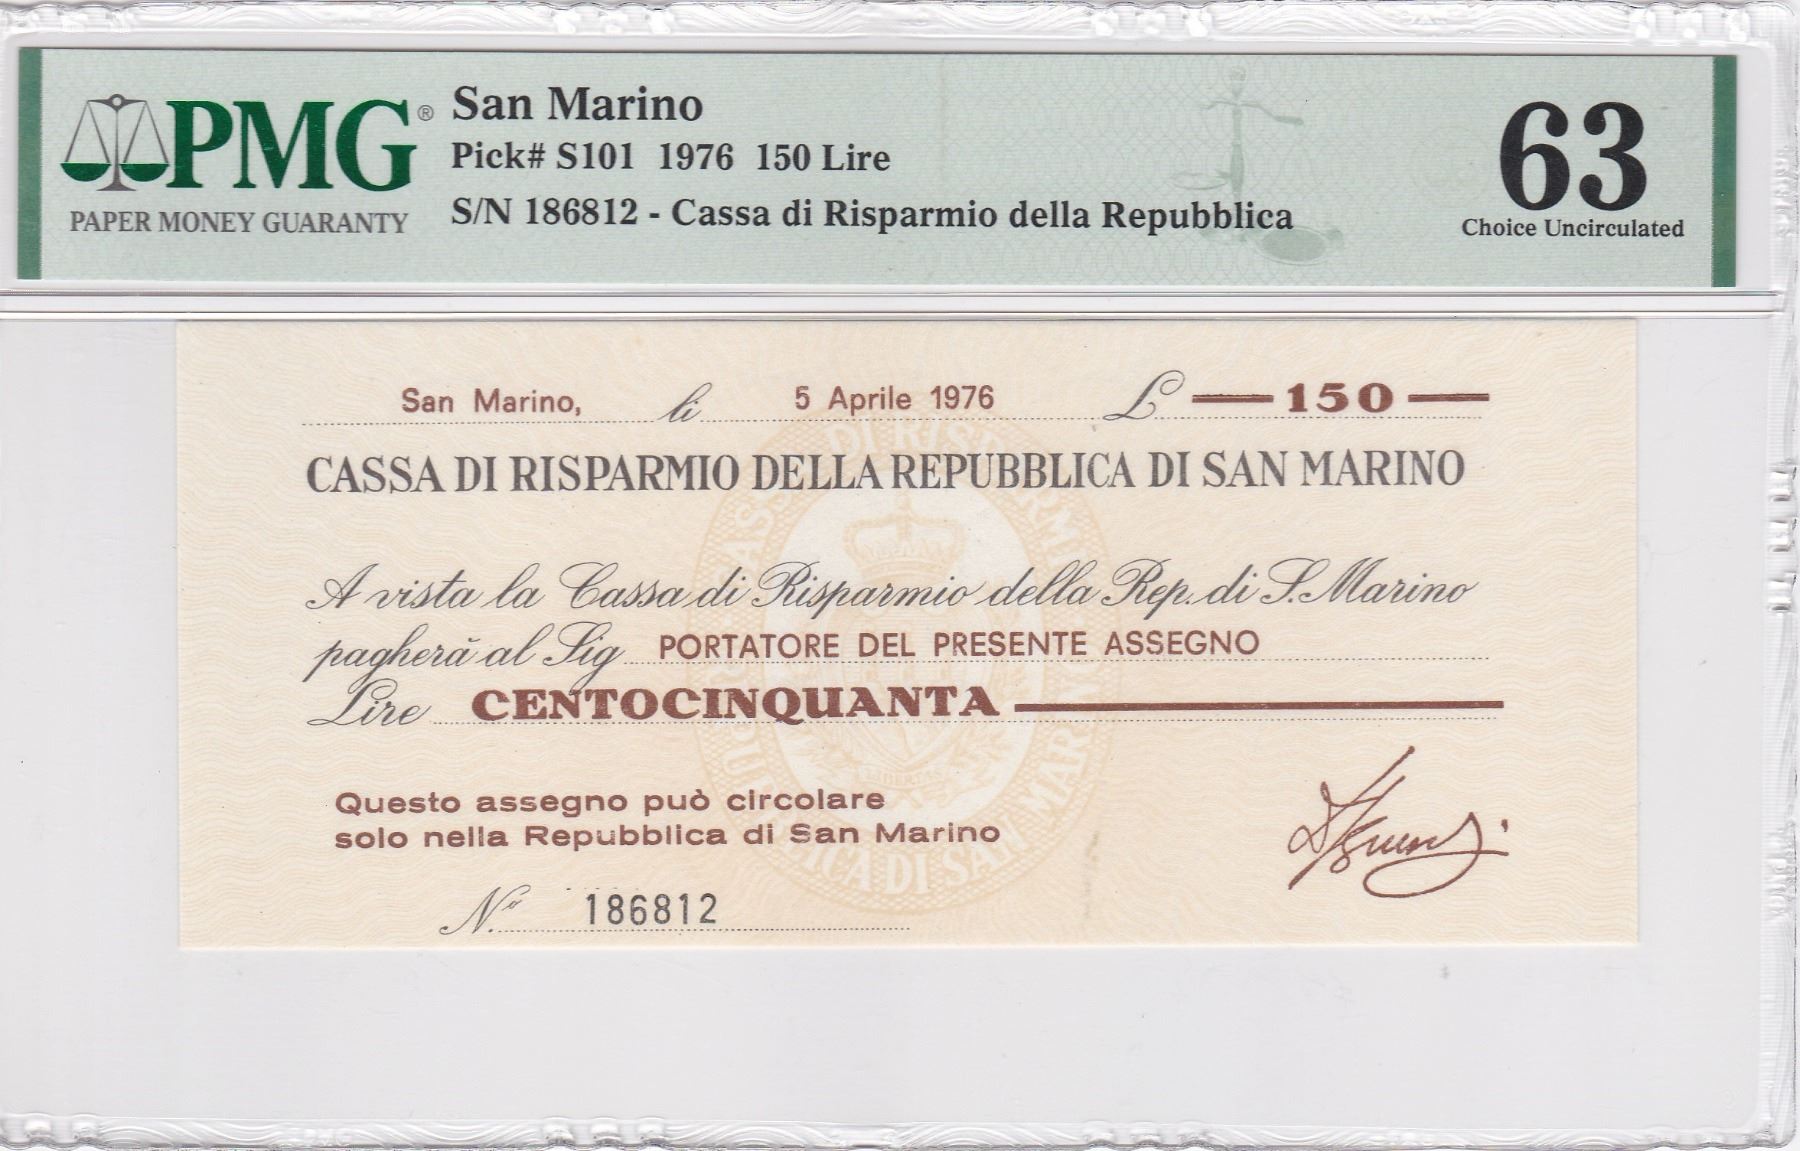 PMG®
PAPER MONEY GUARANTY
San Marino
Pick# S101 1976 150 Lire
S/N 186812 - Cassa di Risparmio della Repubblica
63
Choice Uncirculated
San Marino, li 5 Aprile 1976 £ 150
CASSA DI RISPARMIO DELLA REPUBBLICA DI SAN MARINO
A vista la Cassa di Risparmio della Rep. di S. Marino
pagherà al Sig. PORTATORE DEL PRESENTE ASSEGNO
Lire CENTOCINQUANTA
LIBERTAS
Questo assegno può circolare
solo nella Repubblica di San Marino
N.º 186812